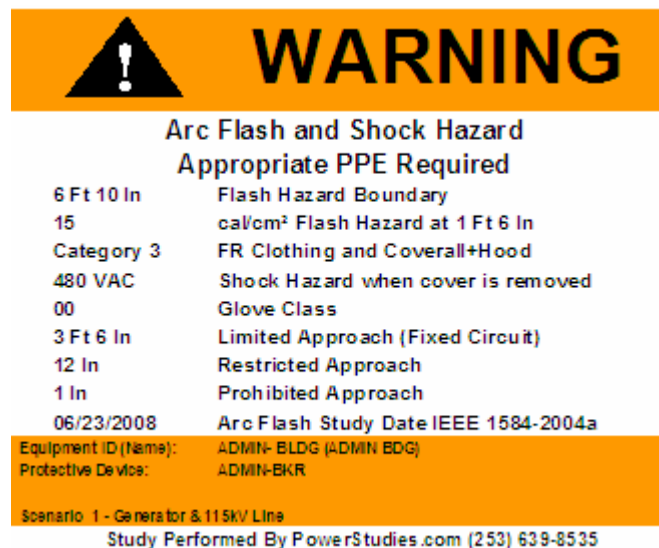 WARNING
Arc Flash and Shock Hazard
Appropriate PPE Required
6 Ft 10 In Flash Hazard Boundary
15 cal/cm² Flash Hazard at 1 Ft 6 In
Category 3 FR Clothing and Coverall+Hood
480 VAC Shock Hazard when cover is removed
00 Glove Class
3 Ft 6 In Limited Approach (Fixed Circuit)
12 In Restricted Approach
1 In Prohibited Approach
06/23/2008 Arc Flash Study Date IEEE 1584-2004a
Equipment ID (Name): ADMIN- BLDG (ADMIN BDG)
Protective Device: ADMIN-BKR
Scenario 1 - Generator & 115kV Line
Study Performed By PowerStudies.com (253) 639-8535